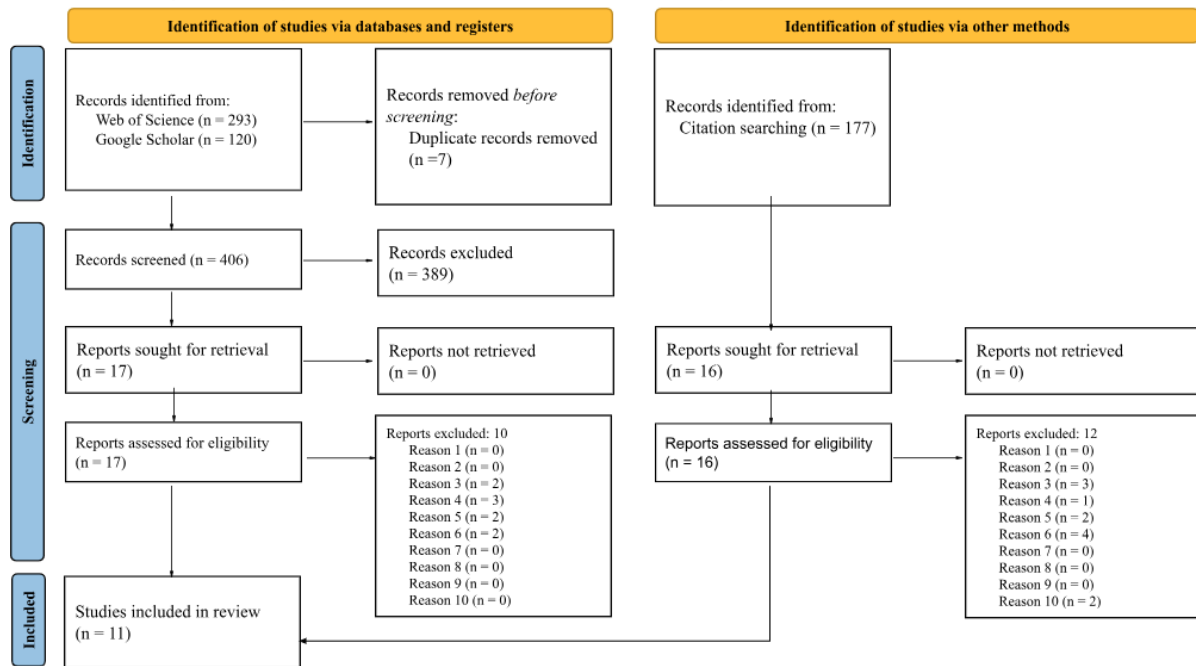 Identification of studies via databases and registers
Identification of studies via other methods
Identification
Records identified from:
Web of Science (n = 293)
Google Scholar (n = 120)
Records removed before
screening:
Duplicate records removed
(n =7)
Records identified from:
Citation searching (n = 177)
Screening
Records screened (n = 406)
Records excluded
(n = 389)
Reports sought for retrieval
(n = 17)
Reports not retrieved
(n = 0)
Reports sought for retrieval
(n = 16)
Reports not retrieved
(n = 0)
Reports assessed for eligibility
(n = 17)
Reports excluded: 10
Reason 1 (n = 0)
Reason 2 (n = 0)
Reason 3 (n = 2)
Reason 4 (n = 3)
Reason 5 (n = 2)
Reason 6 (n = 2)
Reason 7 (n = 0)
Reason 8 (n = 0)
Reason 9 (n = 0)
Reason 10 (n = 0)
Reports assessed for eligibility
(n = 16)
Reports excluded: 12
Reason 1 (n = 0)
Reason 2 (n = 0)
Reason 3 (n = 3)
Reason 4 (n = 1)
Reason 5 (n = 2)
Reason 6 (n = 4)
Reason 7 (n = 0)
Reason 8 (n = 0)
Reason 9 (n = 0)
Reason 10 (n = 2)
Included
Studies included in review
(n = 11)